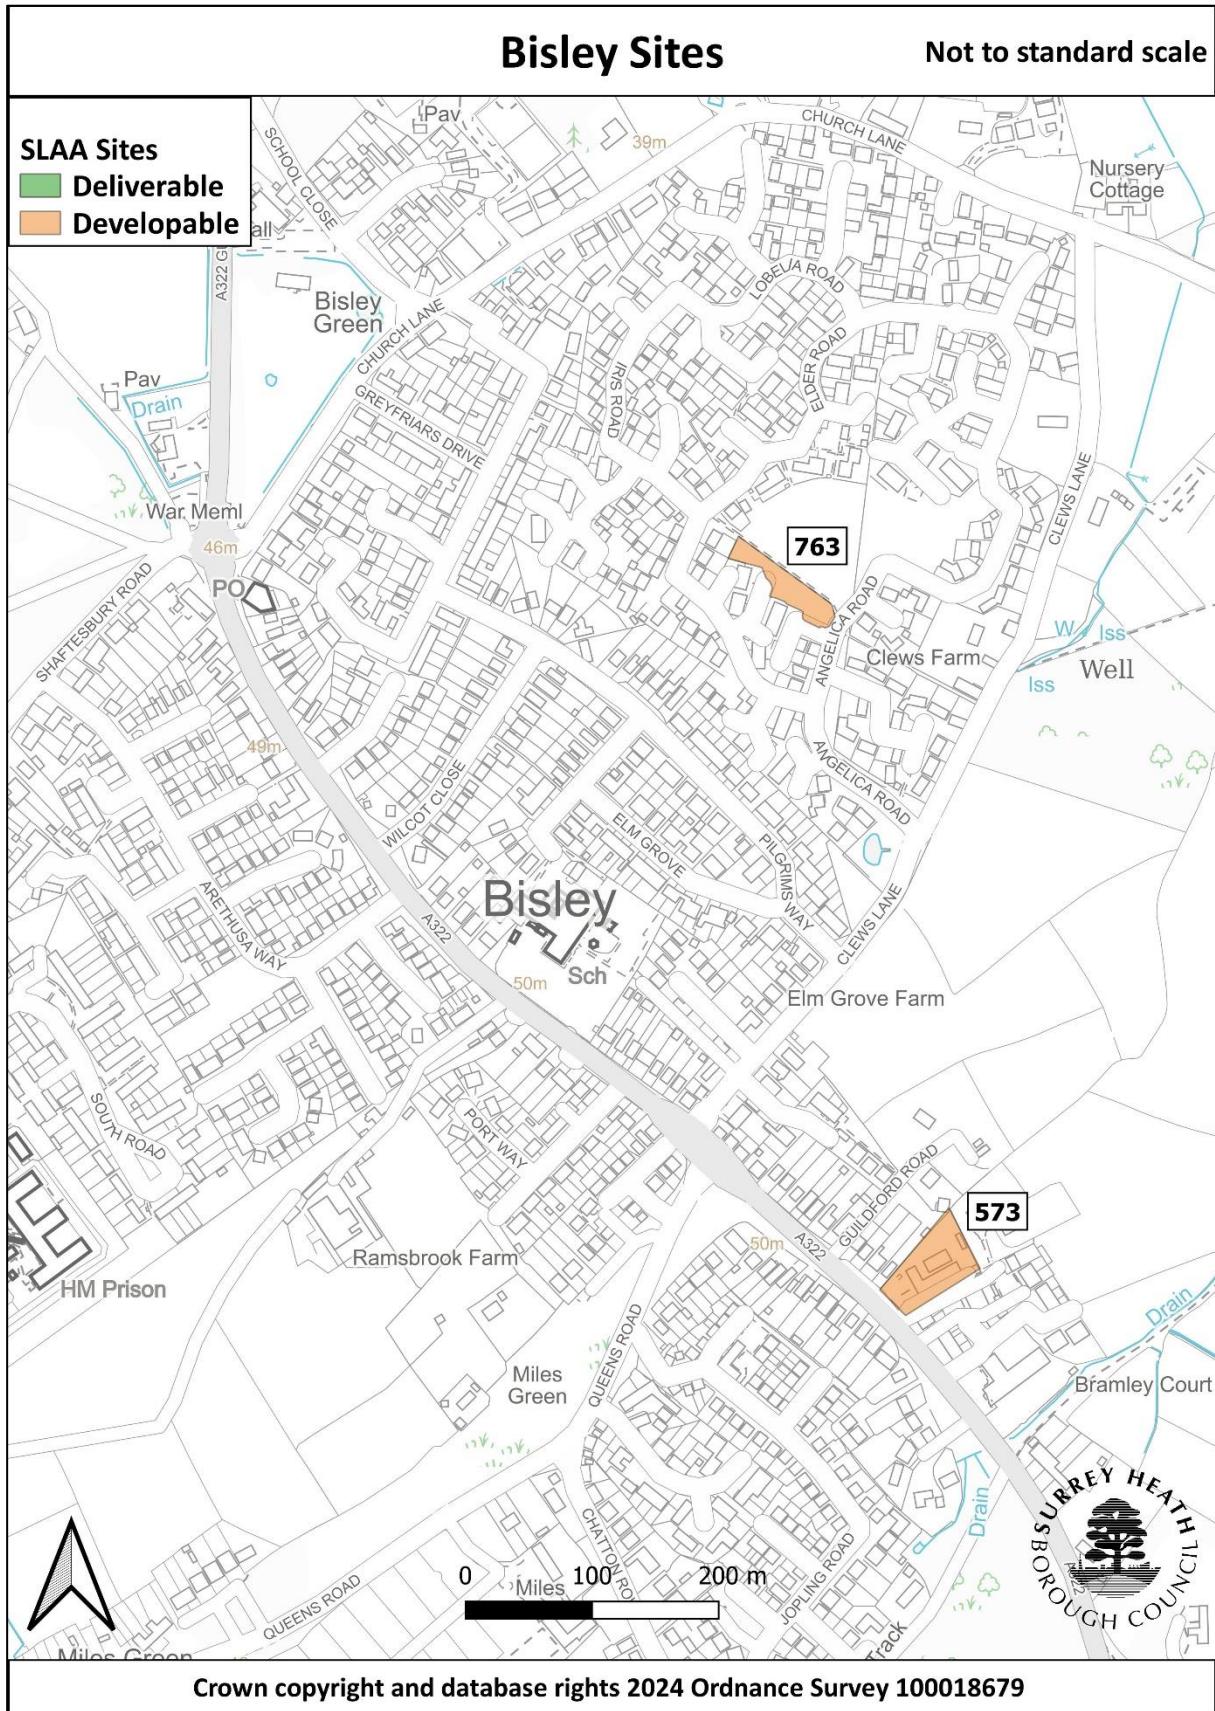 Bisley Sites
Not to standard scale
SLAA Sites
Deliverable
Developable
Pav
SCHOOL CLOSE
39m
CHURCH LANE
Nursery
Cottage
all
A322
Bisley
Green
LOBELIA ROAD
CHURCH LANE
ELDER ROAD
IRIS ROAD
Pav
Drain
GREYFRIARS DRIVE
CLEWS LANE
War Meml
46m
763
PO
SHAFTESBURY ROAD
ANGELICA ROAD
W
Iss
Clews Farm
Well
Iss
49m
ANGELICA ROAD
WILCOT CLOSE
ELM GROVE
PILGRIMS WAY
Bisley
ARETHUSA WAY
A322
CLEWS LANE
Sch
50m
Elm Grove Farm
SOUTH ROAD
PORT WAY
GUILDFORD ROAD
573
A322
50m
Ramsbrook Farm
HM Prison
Drain
QUEENS ROAD
Miles
Green
Bramley Court
SURREY HEATH
BOROUGH COUNCIL
Drain
A322
CHATTON RO
JOPLING ROAD
0 100 200 m
Miles
QUEENS ROAD
Track
Miles Green
Crown copyright and database rights 2024 Ordnance Survey 100018679